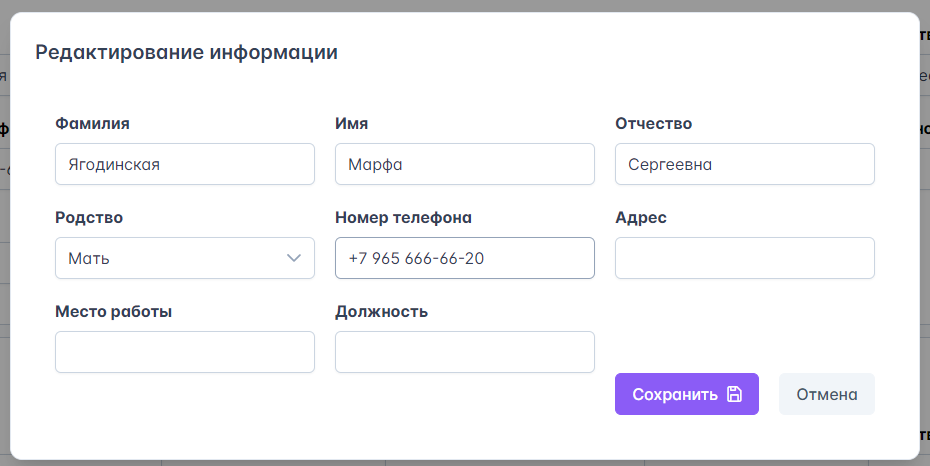 Редактирование информации
Фамилия Имя Отчество
Ягодинская Марфа Сергеевна
Родство Номер телефона Адрес
Мать +7 965 666-66-20
Место работы Должность
Сохранить Отмена